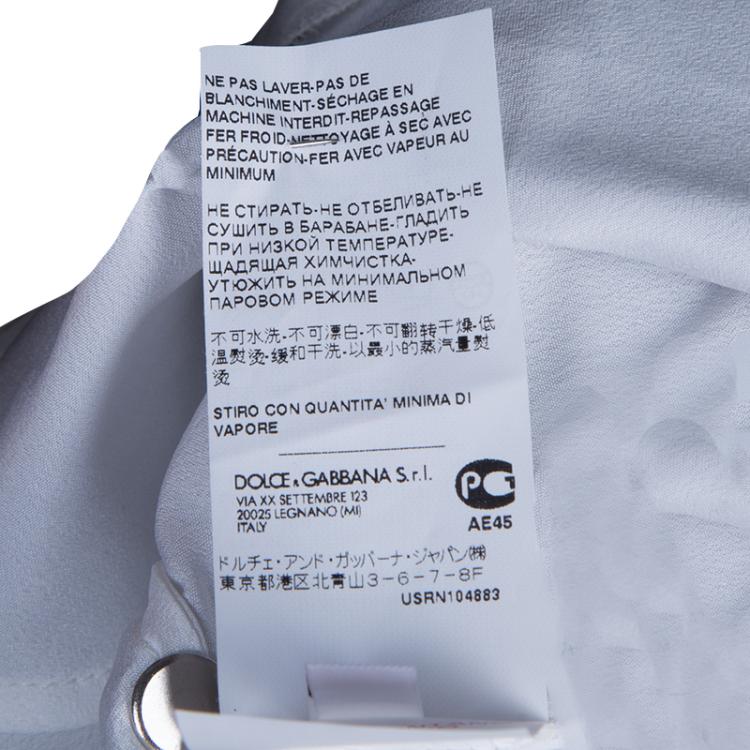 NE PAS LAVER-PAS DE
BLANCHIMENT-SÉCHAGE EN
MACHINE INTERDIT-REPASSAGE
FER FROID-NETTOYAGE À SEC AVEC
PRÉCAUTION-FER AVEC VAPEUR AU
MINIMUM
НЕ СТИРАТЬ-НЕ ОТБЕЛИВАТЬ-НЕ
СУШИТЬ В БАРАБАНЕ-ГЛАДИТЬ
ПРИ НИЗКОЙ ТЕМПЕРАТУРЕ-
ЩАДЯЩАЯ ХИМЧИСТКА-
УТЮЖИТЬ НА МИНИМАЛЬНОМ
ПАРОВОМ РЕЖИМЕ
不可水洗-不可漂白-不可翻转干燥-低
温熨烫-缓和干洗-以最小的蒸汽量熨
烫
STIRO CON QUANTITA' MINIMA DI
VAPORE
DOLCE & GABBANA S.r.l.
VIA XX SETTEMBRE 123
20025 LEGNANO (MI)
ITALY
РСТ
AE45
ドルチェ・アンド・ガッバーナ・ジャパン㈱
東京都港区北青山3-6-7-8F
USRN104883